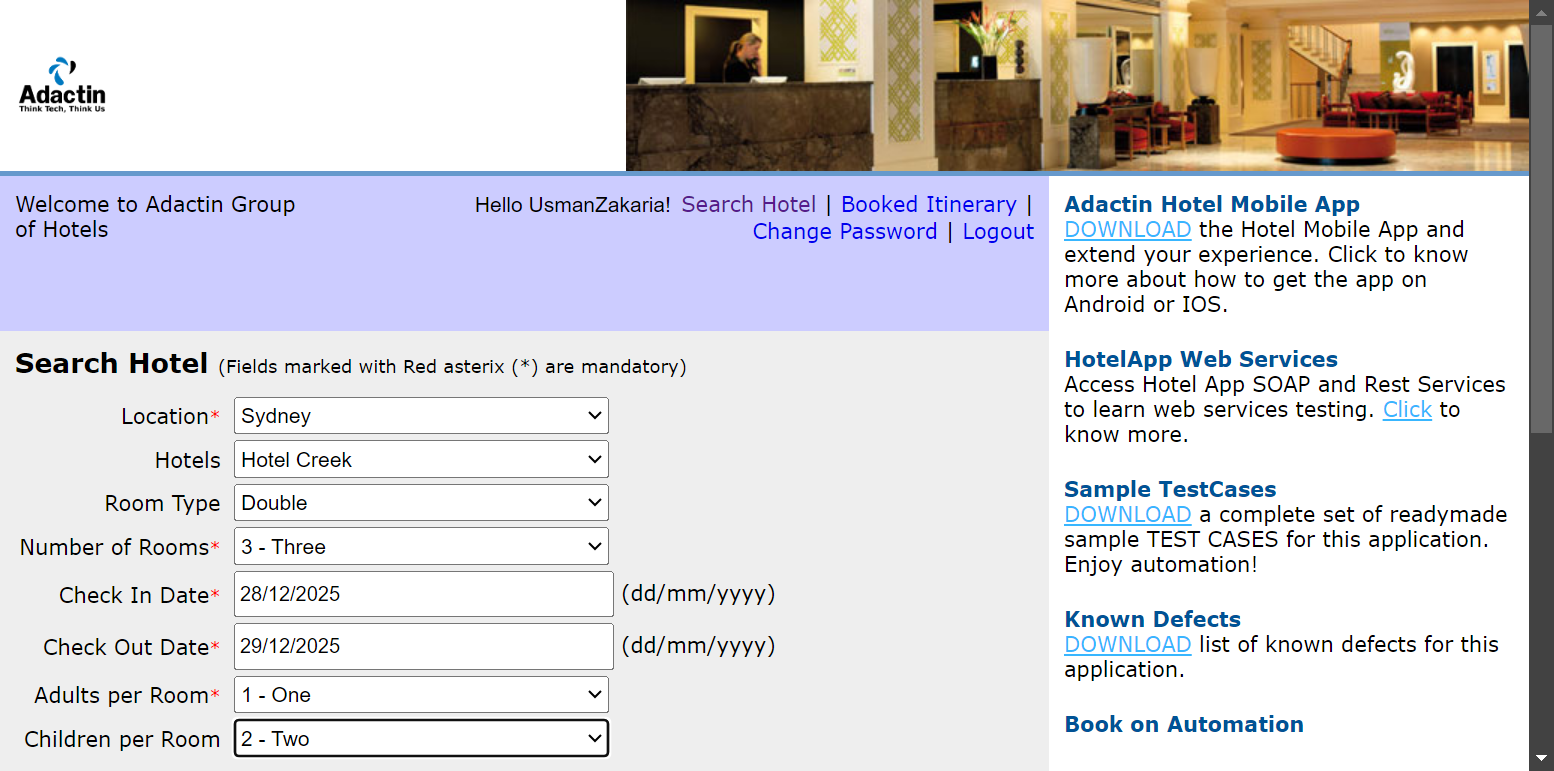 Adactin
Think Tech, Think Us
Welcome to Adactin Group
of Hotels
Hello UsmanZakaria! Search Hotel | Booked Itinerary |
Change Password | Logout
Search Hotel (Fields marked with Red asterix (*) are mandatory)
Location* Sydney
Hotels Hotel Creek
Room Type Double
Number of Rooms* 3 - Three
Check In Date* 28/12/2025 (dd/mm/yyyy)
Check Out Date* 29/12/2025 (dd/mm/yyyy)
Adults per Room* 1 - One
Children per Room 2 - Two
Adactin Hotel Mobile App
DOWNLOAD the Hotel Mobile App and
extend your experience. Click to know
more about how to get the app on
Android or IOS.
HotelApp Web Services
Access Hotel App SOAP and Rest Services
to learn web services testing. Click to
know more.
Sample TestCases
DOWNLOAD a complete set of readymade
sample TEST CASES for this application.
Enjoy automation!
Known Defects
DOWNLOAD list of known defects for this
application.
Book on Automation